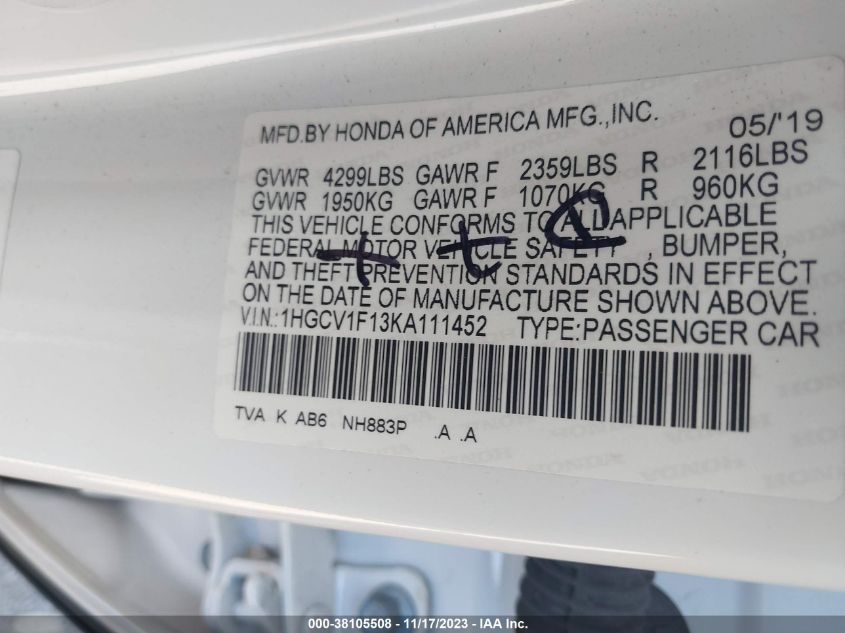 MFD.BY HONDA OF AMERICA MFG.,INC. 05/'19
GVWR 4299LBS GAWR F 2359LBS R 2116LBS
GVWR 1950KG GAWR F 1070KG R 960KG
THIS VEHICLE CONFORMS TO ALL APPLICABLE
FEDERAL MOTOR VEHICLE SAFETY , BUMPER,
AND THEFT PREVENTION STANDARDS IN EFFECT
ON THE DATE OF MANUFACTURE SHOWN ABOVE.
V.I.N.:1HGCV1F13KA111452 TYPE:PASSENGER CAR
TVA K AB6 NH883P .A .A
000-38105508 - 11/17/2023 - IAA Inc.